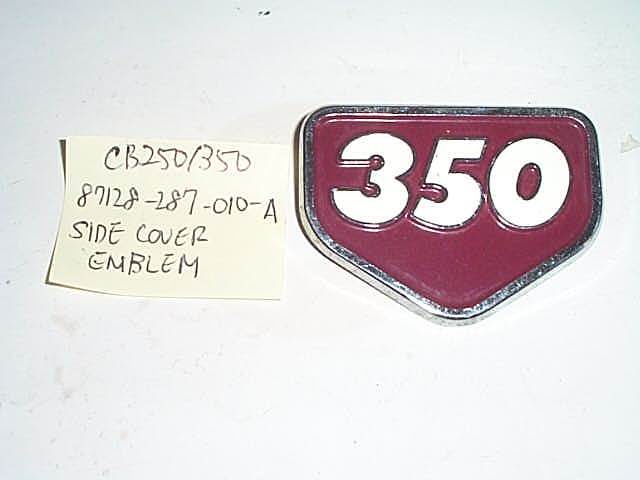 CB250/350
87128-287-010-A
SIDE COVER
EMBLEM
350